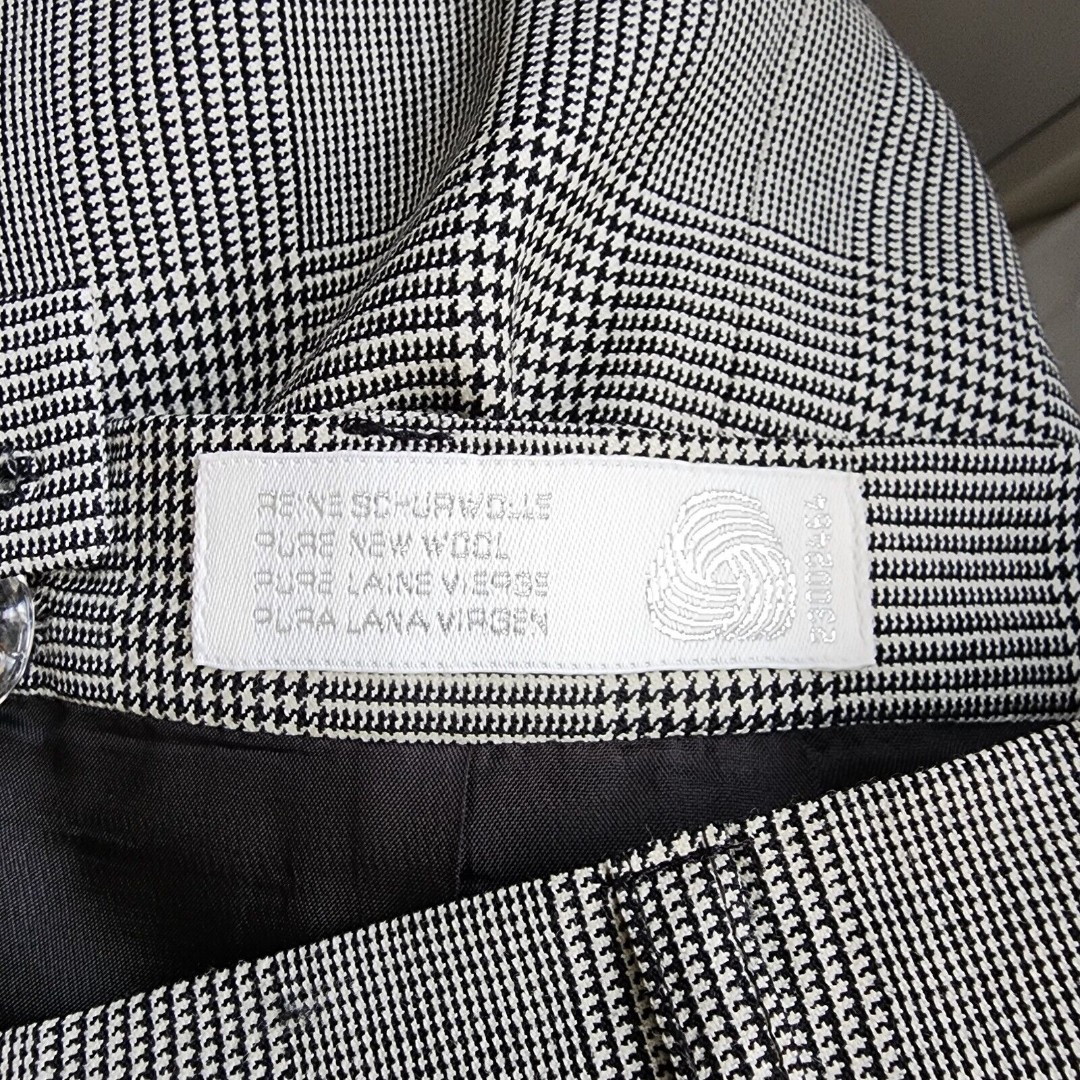 REINE SCHURWOLLE
PURE NEW WOOL
PURE LAINE VIERGE
PURA LANA VIRGEN